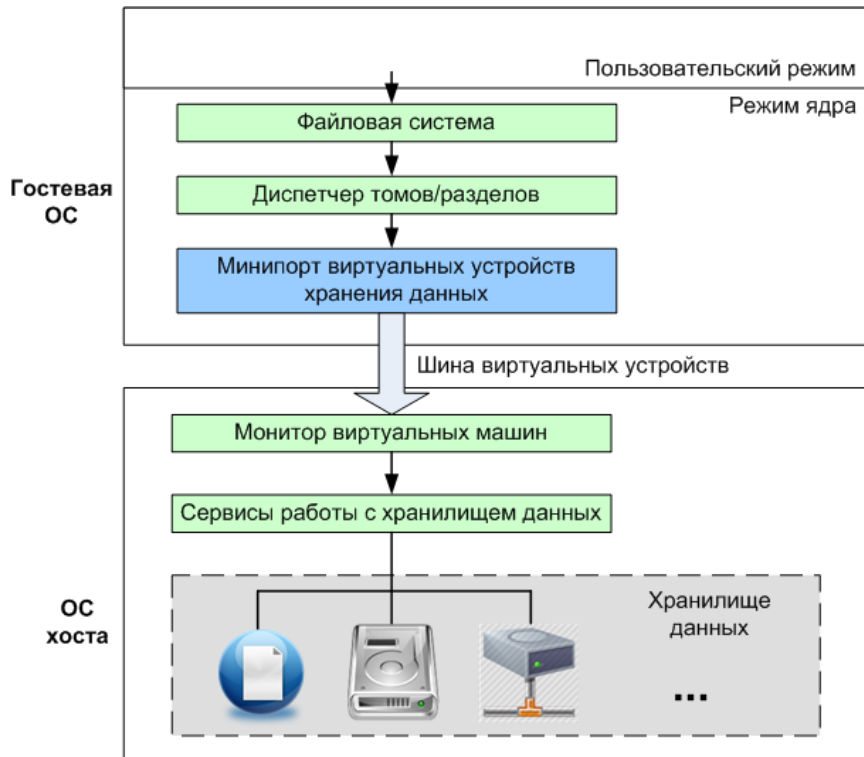 Пользовательский режим
Режим ядра
Файловая система
Гостевая
ОС
Диспетчер томов/разделов
Минипорт виртуальных устройств
хранения данных
Шина виртуальных устройств
Монитор виртуальных машин
Сервисы работы с хранилищем данных
ОС
хоста
Хранилище
данных
...